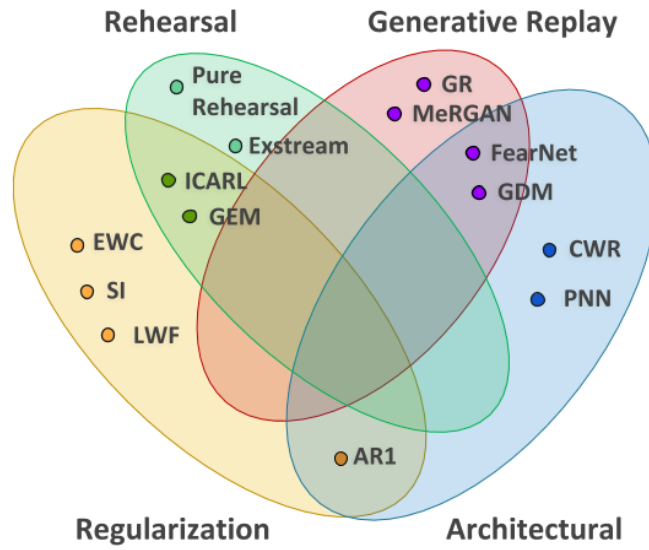 Rehearsal
Generative Replay
Pure
Rehearsal
GR
MeRGAN
Exstream
FearNet
ICARL
GDM
GEM
EWC
CWR
SI
PNN
LWF
AR1
Regularization
Architectural